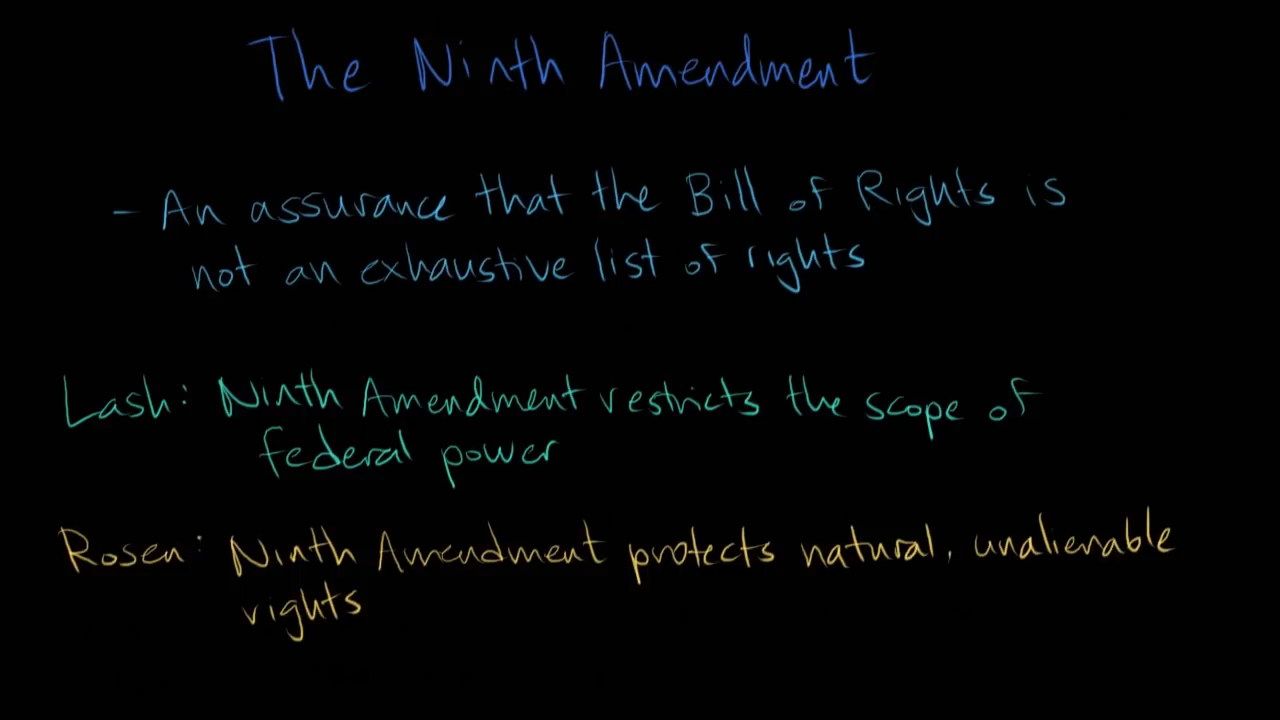 The Ninth Amendment
- An assurance that the Bill of Rights is
not an exhaustive list of rights
Lash: Ninth Amendment restricts the scope of
federal power
Rosen: Ninth Amendment protects natural, unalienable
rights